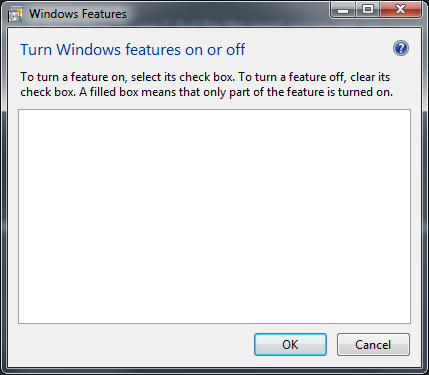 Windows Features
Turn Windows features on or off
?
To turn a feature on, select its check box. To turn a feature off, clear its
check box. A filled box means that only part of the feature is turned on.
OK
Cancel